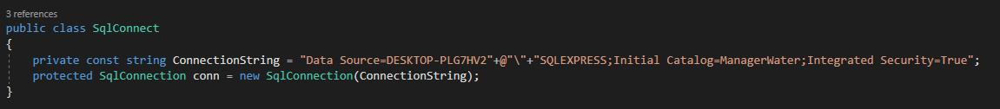 3 references
public class SqlConnect
{
private const string ConnectionString = "Data Source=DESKTOP-PLG7HV2"+@"\"+"SQLEXPRESS;Initial Catalog=ManagerWater;Integrated Security=True";
protected SqlConnection conn = new SqlConnection(ConnectionString);
}